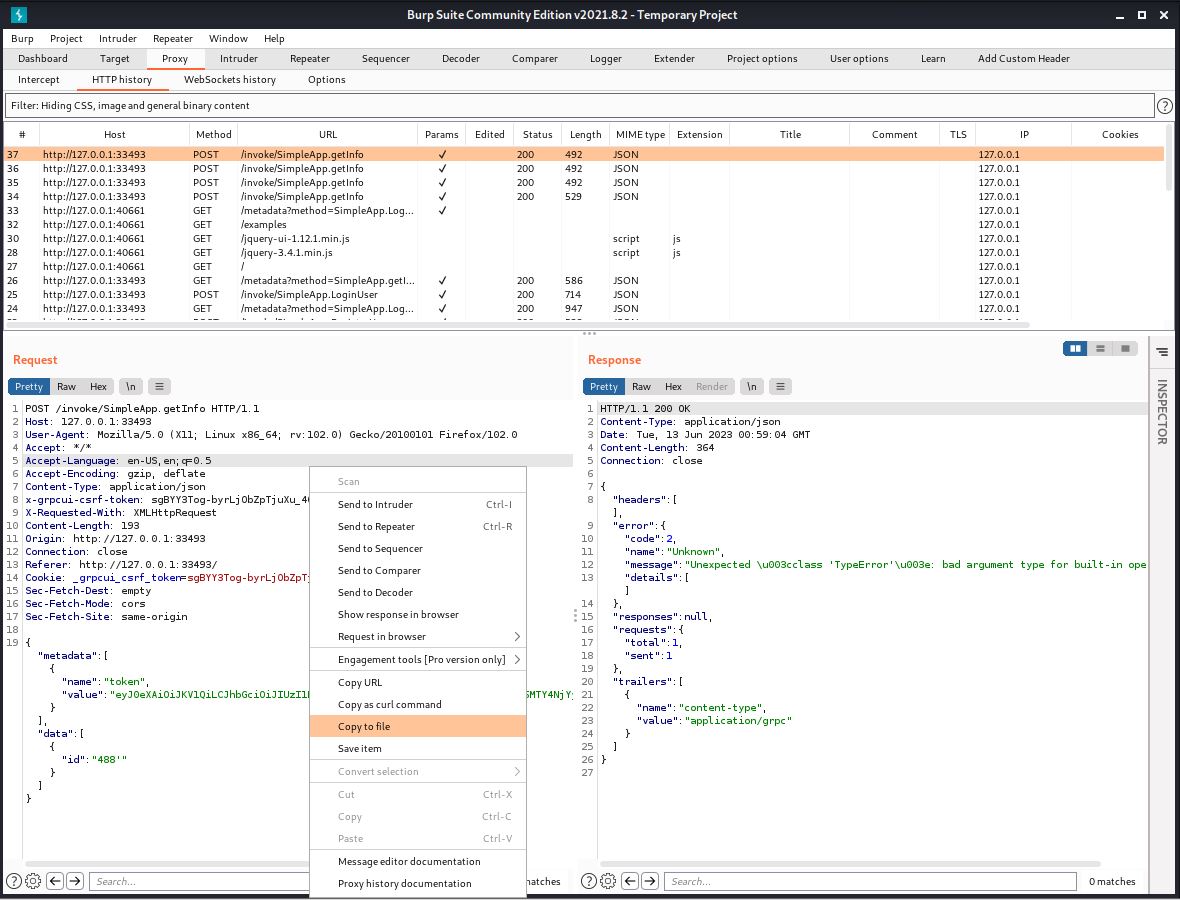 Burp Suite Community Edition v2021.8.2 - Temporary Project
Burp Project Intruder Repeater Window Help
Dashboard Target Proxy Intruder Repeater Sequencer Decoder Comparer Logger Extender Project options User options Learn Add Custom Header
Intercept HTTP history WebSockets history Options
Filter: Hiding CSS, image and general binary content
# Host Method URL Params Edited Status Length MIME type Extension Title Comment TLS IP Cookies
37 http://127.0.0.1:33493 POST /invoke/SimpleApp.getInfo ✓ 200 492 JSON 127.0.0.1
36 http://127.0.0.1:33493 POST /invoke/SimpleApp.getInfo ✓ 200 492 JSON 127.0.0.1
35 http://127.0.0.1:33493 POST /invoke/SimpleApp.getInfo ✓ 200 492 JSON 127.0.0.1
34 http://127.0.0.1:33493 POST /invoke/SimpleApp.getInfo ✓ 200 529 JSON 127.0.0.1
33 http://127.0.0.1:40661 GET /metadata?method=SimpleApp.Log... ✓ 127.0.0.1
32 http://127.0.0.1:40661 GET /examples 127.0.0.1
30 http://127.0.0.1:40661 GET /jquery-ui-1.12.1.min.js script js 127.0.0.1
28 http://127.0.0.1:40661 GET /jquery-3.4.1.min.js script js 127.0.0.1
27 http://127.0.0.1:40661 GET / 127.0.0.1
26 http://127.0.0.1:33493 GET /metadata?method=SimpleApp.getI... ✓ 200 586 JSON 127.0.0.1
25 http://127.0.0.1:33493 POST /invoke/SimpleApp.LoginUser ✓ 200 714 JSON 127.0.0.1
24 http://127.0.0.1:33493 GET /metadata?method=SimpleApp.Log... ✓ 200 947 JSON 127.0.0.1
Request
Pretty Raw Hex \n
1 POST /invoke/SimpleApp.getInfo HTTP/1.1
2 Host: 127.0.0.1:33493
3 User-Agent: Mozilla/5.0 (X11; Linux x86_64; rv:102.0) Gecko/20100101 Firefox/102.0
4 Accept: */*
5 Accept-Language: en-US,en;q=0.5
6 Accept-Encoding: gzip, deflate
7 Content-Type: application/json
8 x-grpcui-csrf-token: sgBYY3Tog-byrLjObZpTjuXu_4
9 X-Requested-With: XMLHttpRequest
10 Content-Length: 193
11 Origin: http://127.0.0.1:33493
12 Connection: close
13 Referer: http://127.0.0.1:33493/
14 Cookie: _grpcui_csrf_token=sgBYY3Tog-byrLjObZpTj
15 Sec-Fetch-Dest: empty
16 Sec-Fetch-Mode: cors
17 Sec-Fetch-Site: same-origin
18
19 {
"metadata":[
{
"name":"token",
"value":"eyJ0eXAiOiJKV1QiLCJhbGciOiJIUzI1 SMTY4NjY
}
],
"data":[
{
"id":"488'"
}
]
}
Scan
Send to Intruder Ctrl-I
Send to Repeater Ctrl-R
Send to Sequencer
Send to Comparer
Send to Decoder
Show response in browser
Request in browser
Engagement tools [Pro version only]
Copy URL
Copy as curl command
Copy to file
Save item
Convert selection
Cut Ctrl-X
Copy Ctrl-C
Paste Ctrl-V
Message editor documentation
Proxy history documentation
Search... matches
Response
Pretty Raw Hex Render \n
1 HTTP/1.1 200 OK
2 Content-Type: application/json
3 Date: Tue, 13 Jun 2023 00:59:04 GMT
4 Content-Length: 364
5 Connection: close
6
7 {
8 "headers":[
],
9 "error":{
10 "code":2,
11 "name":"Unknown",
12 "message":"Unexpected \u003cclass 'TypeError'\u003e: bad argument type for built-in ope
13 "details":[
]
14 },
15 "responses":null,
16 "requests":{
17 "total":1,
18 "sent":1
19 },
20 "trailers":[
21 {
22 "name":"content-type",
23 "value":"application/grpc"
24 }
25 ]
26 }
27
Search... 0 matches
INSPECTOR